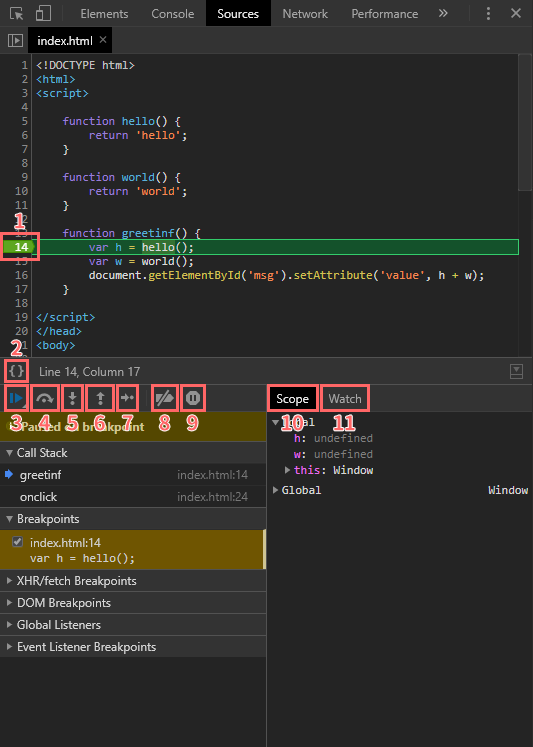 Elements Console Sources Network Performance »
index.html ×
1 <!DOCTYPE html>
2 <html>
3 <script>
4
5 function hello() {
6 return 'hello';
7 }
8
9 function world() {
10 return 'world';
11 }
12
1
13 function greetinf() {
14 var h = hello();
15 var w = world();
16 document.getElementById('msg').setAttribute('value', h + w);
17 }
18
19 </script>
20 </head>
21 <body>
2
{} Line 14, Column 17
3 4 5 6 7 8 9
Paused on breakpoint
Call Stack
greetinf index.html:14
onclick index.html:24
Breakpoints
index.html:14
var h = hello();
XHR/fetch Breakpoints
DOM Breakpoints
Global Listeners
Event Listener Breakpoints
Scope Watch
10 11
Local
h: undefined
w: undefined
this: Window
Global Window